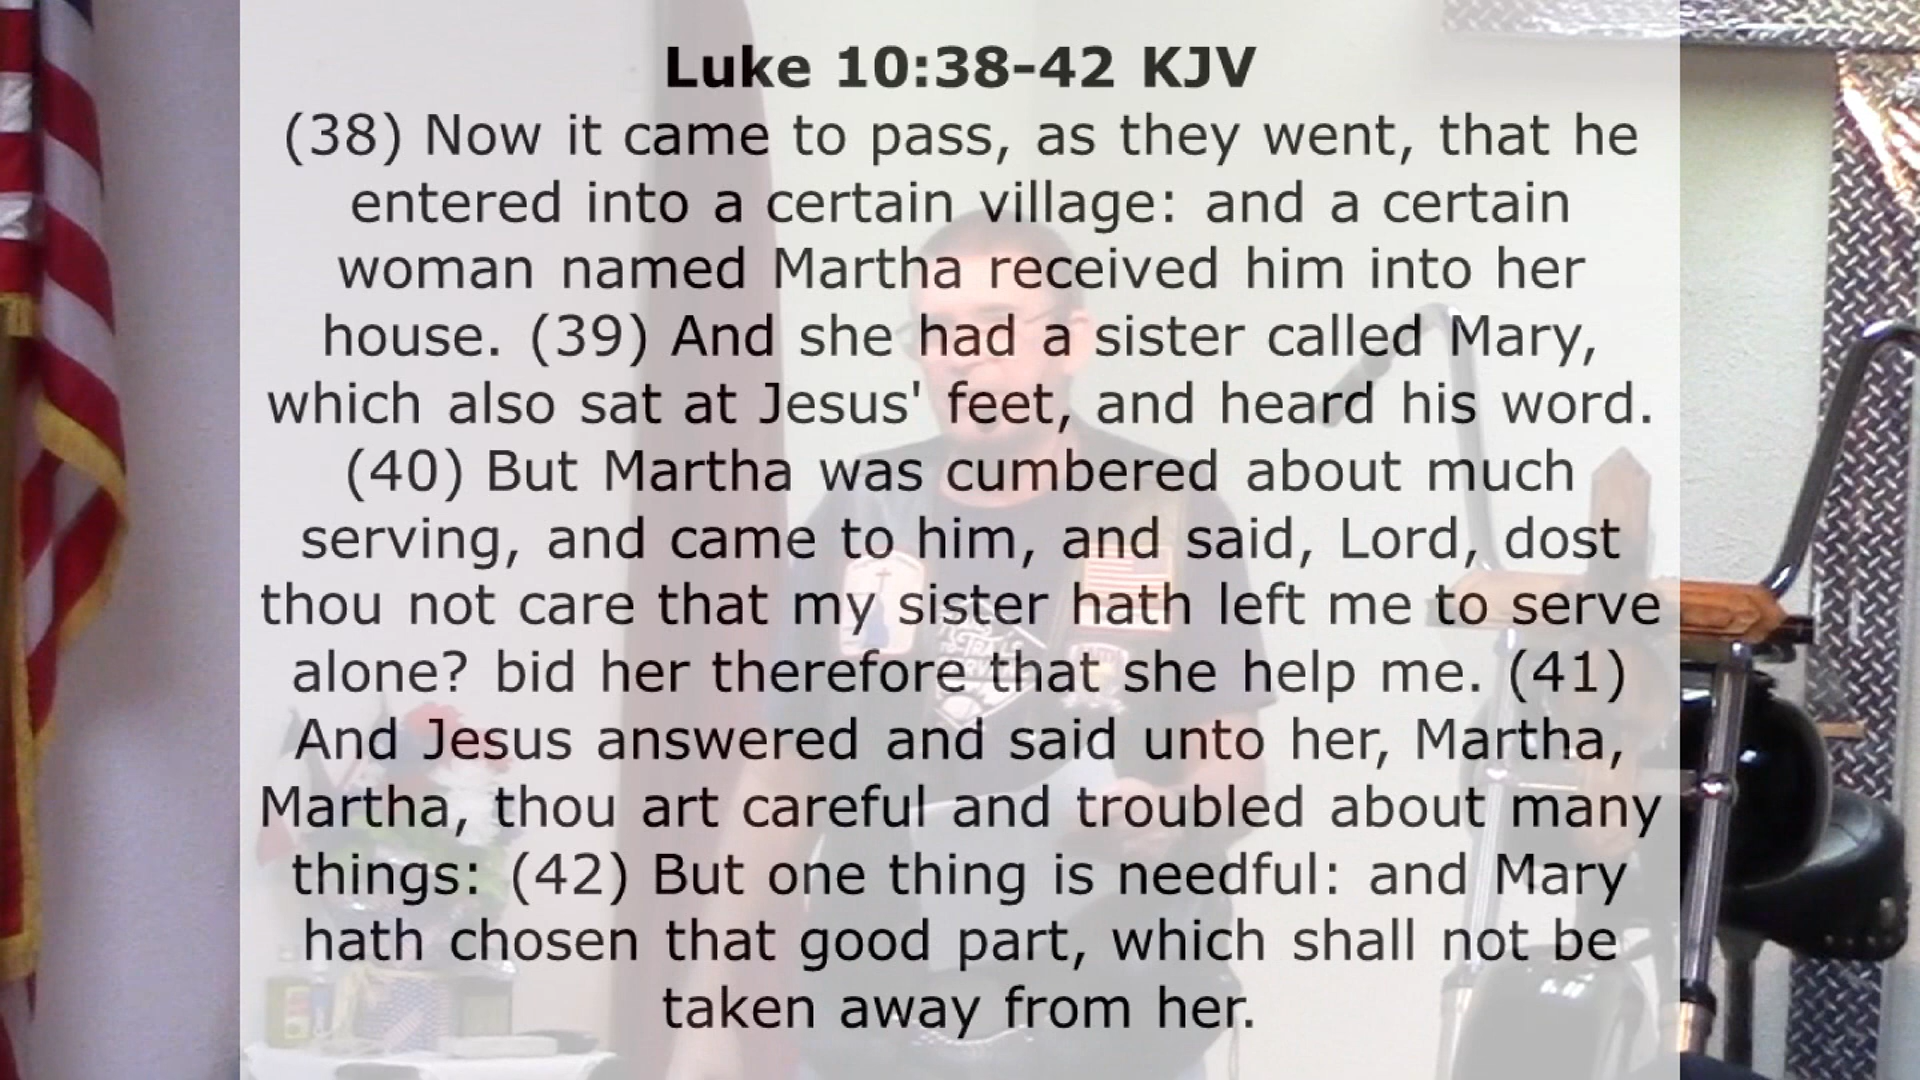 Luke 10:38-42 KJV
(38) Now it came to pass, as they went, that he
entered into a certain village: and a certain
woman named Martha received him into her
house. (39) And she had a sister called Mary,
which also sat at Jesus' feet, and heard his word.
(40) But Martha was cumbered about much
serving, and came to him, and said, Lord, dost
thou not care that my sister hath left me to serve
alone? bid her therefore that she help me. (41)
And Jesus answered and said unto her, Martha,
Martha, thou art careful and troubled about many
things: (42) But one thing is needful: and Mary
hath chosen that good part, which shall not be
taken away from her.